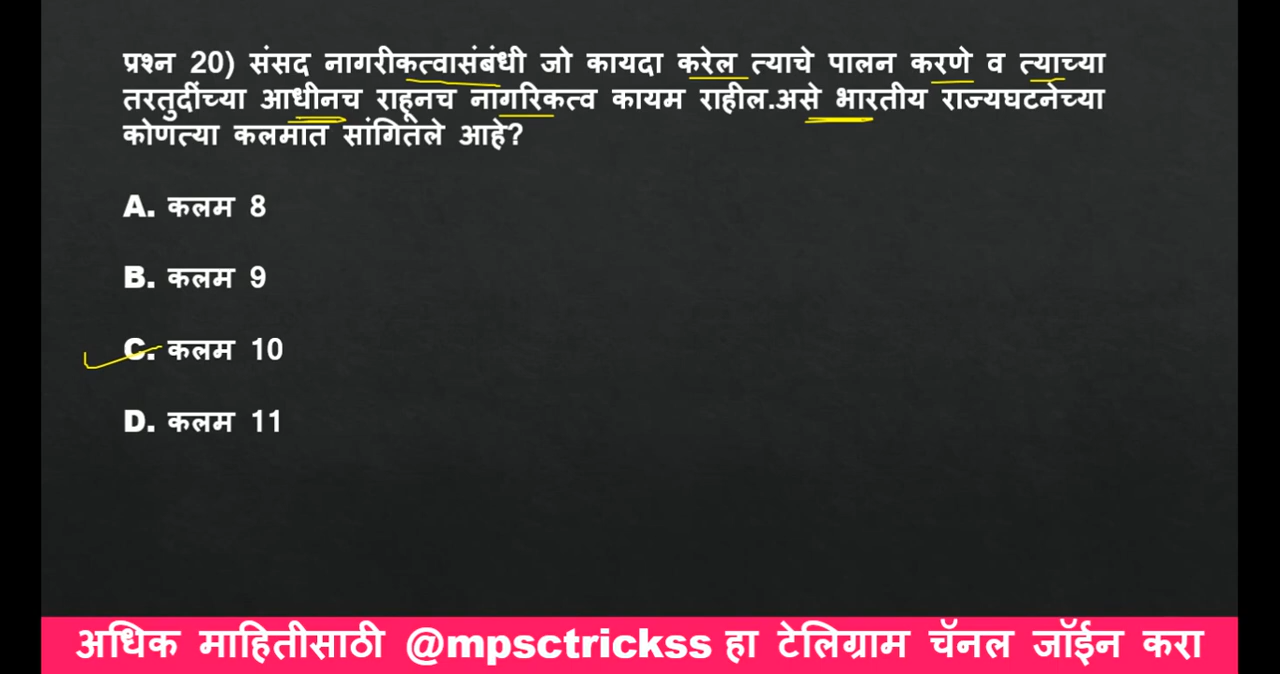 प्रश्न 20) संसद नागरीकत्वासंबंधी जो कायदा करेल त्याचे पालन करणे व त्याच्या
तरतुदींच्या आधीनच राहूनच नागरिकत्व कायम राहील.असे भारतीय राज्यघटनेच्या
कोणत्या कलमात सांगितले आहे?
A. कलम 8
B. कलम 9
C. कलम 10
D. कलम 11
अधिक माहितीसाठी @mpsctrickss हा टेलिग्राम चॅनल जॉईन करा